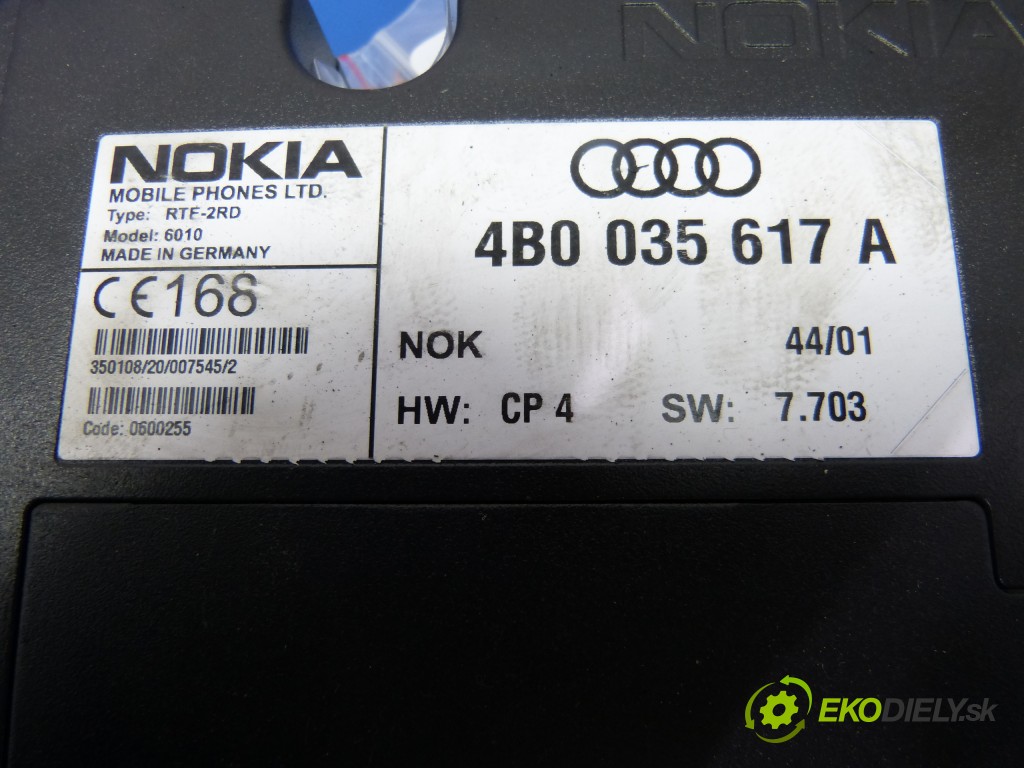 NOKIA
NOKIA
MOBILE PHONES LTD.
Type: RTE-2RD
Model: 6010
MADE IN GERMANY
CE168
350108/20/007545/2
Code: 0600255
4B0 035 617 A
NOK 44/01
HW: CP 4 SW: 7.703
EKODIELY.sk